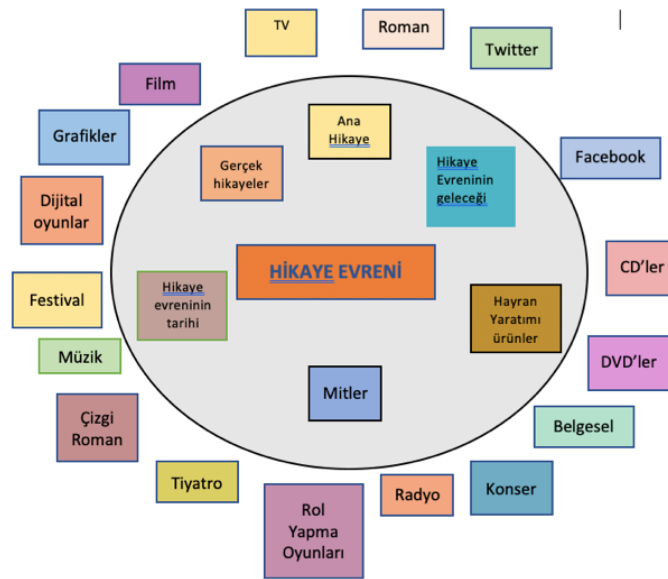 TV
Roman
Twitter
Film
Grafikler
Ana
Hikaye
Gerçek
hikayeler
Hikaye
Evreninin
geleceği
Facebook
Dijital
oyunlar
HİKAYE EVRENİ
CD'ler
Festival
Hikaye
evreninin
tarihi
Hayran
Yaratımı
ürünler
Müzik
DVD'ler
Mitler
Çizgi
Roman
Belgesel
Tiyatro
Rol
Yapma
Oyunları
Radyo
Konser